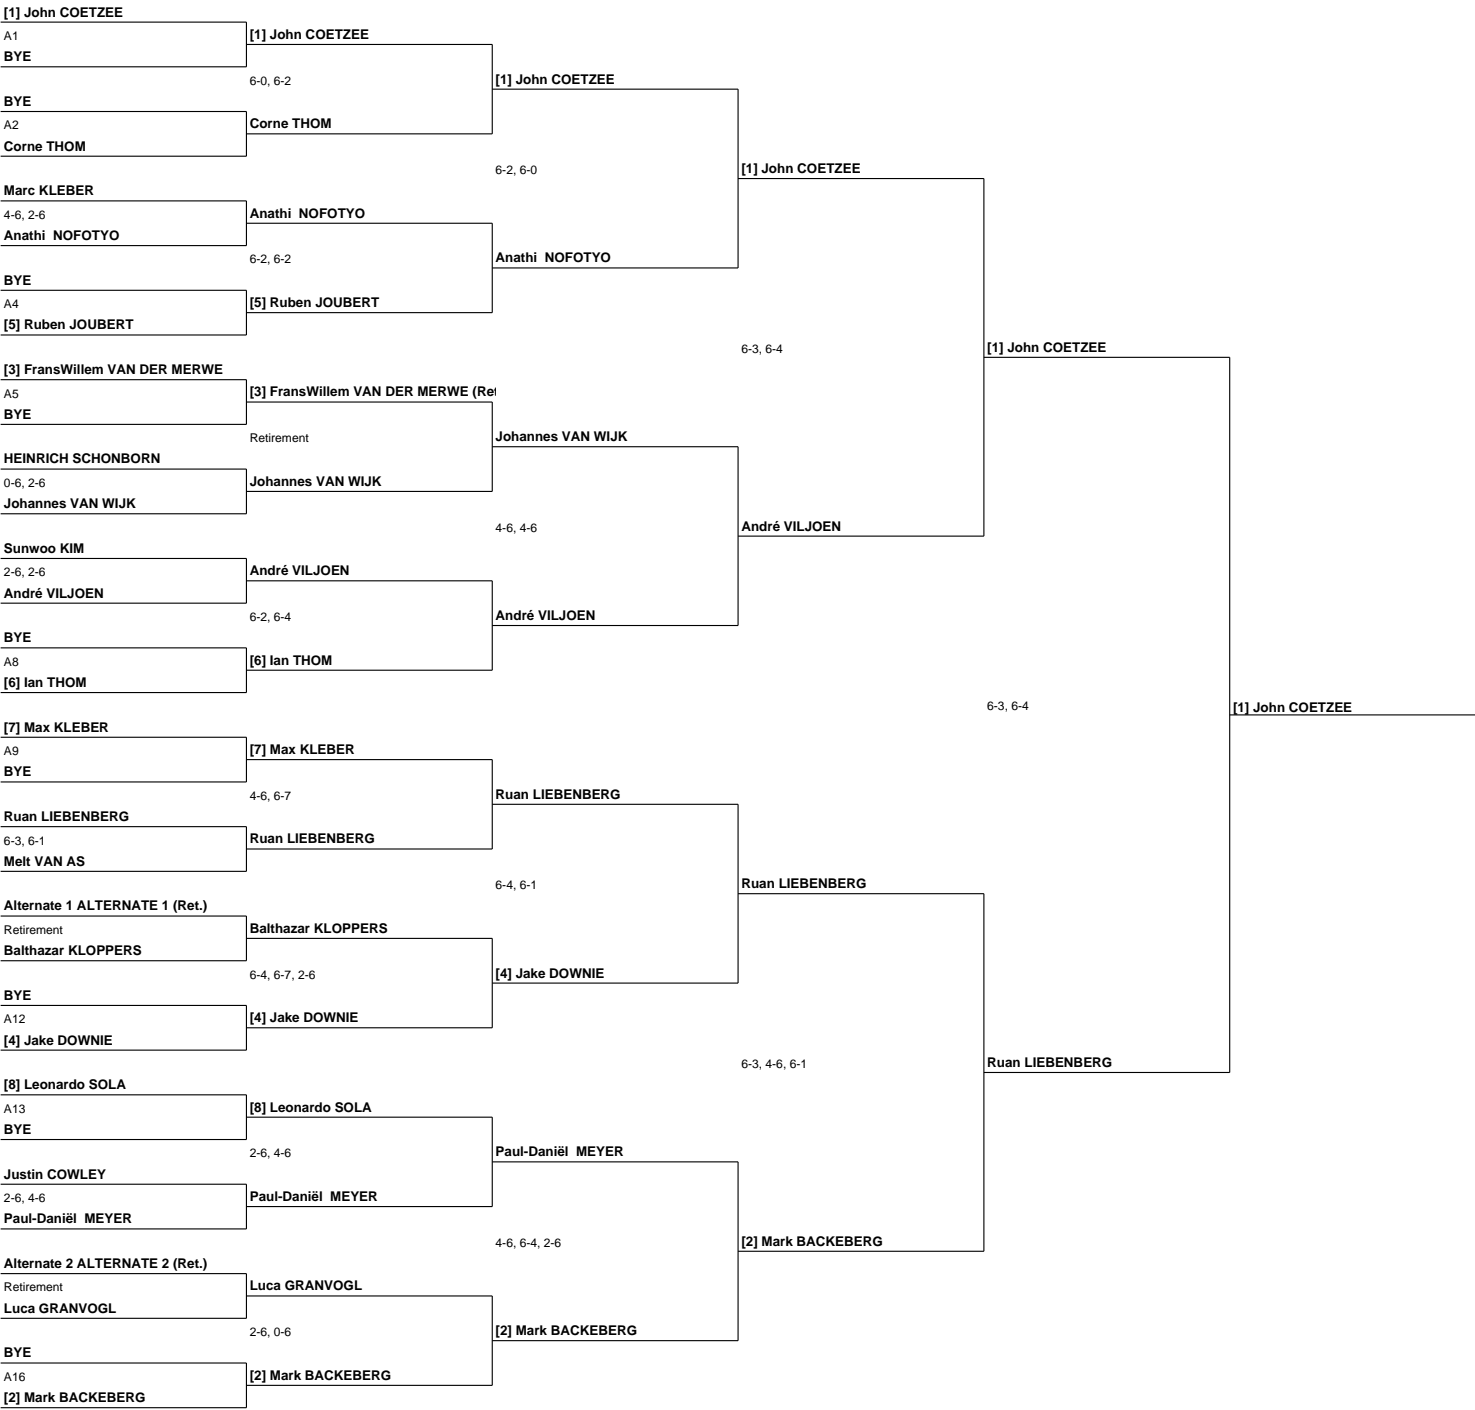 [1] John COETZEE
A1
BYE
BYE
A2
Corne THOM
Marc KLEBER
4-6, 2-6
Anathi  NOFOTYO
BYE
A4
[5] Ruben JOUBERT
[3] FransWillem VAN DER MERWE
A5
BYE
HEINRICH SCHONBORN
0-6, 2-6
Johannes VAN WIJK
Sunwoo KIM
2-6, 2-6
André VILJOEN
BYE
A8
[6] Ian THOM
[7] Max KLEBER
A9
BYE
Ruan LIEBENBERG
6-3, 6-1
Melt VAN AS
Alternate 1 ALTERNATE 1 (Ret.)
Retirement
Balthazar KLOPPERS
BYE
A12
[4] Jake DOWNIE
[8] Leonardo SOLA
A13
BYE
Justin COWLEY
2-6, 4-6
Paul-Daniël  MEYER
Alternate 2 ALTERNATE 2 (Ret.)
Retirement
Luca GRANVOGL
BYE
A16
[2] Mark BACKEBERG
[1] John COETZEE
6-0, 6-2
Corne THOM
Anathi  NOFOTYO
6-2, 6-2
[5] Ruben JOUBERT
[3] FransWillem VAN DER MERWE (Ret
Retirement
Johannes VAN WIJK
André VILJOEN
6-2, 6-4
[6] Ian THOM
[7] Max KLEBER
4-6, 6-7
Ruan LIEBENBERG
Balthazar KLOPPERS
6-4, 6-7, 2-6
[4] Jake DOWNIE
[8] Leonardo SOLA
2-6, 4-6
Paul-Daniël  MEYER
Luca GRANVOGL
2-6, 0-6
[2] Mark BACKEBERG
[1] John COETZEE
6-2, 6-0
Anathi  NOFOTYO
Johannes VAN WIJK
4-6, 4-6
André VILJOEN
Ruan LIEBENBERG
6-4, 6-1
[4] Jake DOWNIE
Paul-Daniël  MEYER
4-6, 6-4, 2-6
[2] Mark BACKEBERG
[1] John COETZEE
6-3, 6-4
André VILJOEN
Ruan LIEBENBERG
6-3, 4-6, 6-1
[2] Mark BACKEBERG
[1] John COETZEE
6-3, 6-4
Ruan LIEBENBERG
[1] John COETZEE